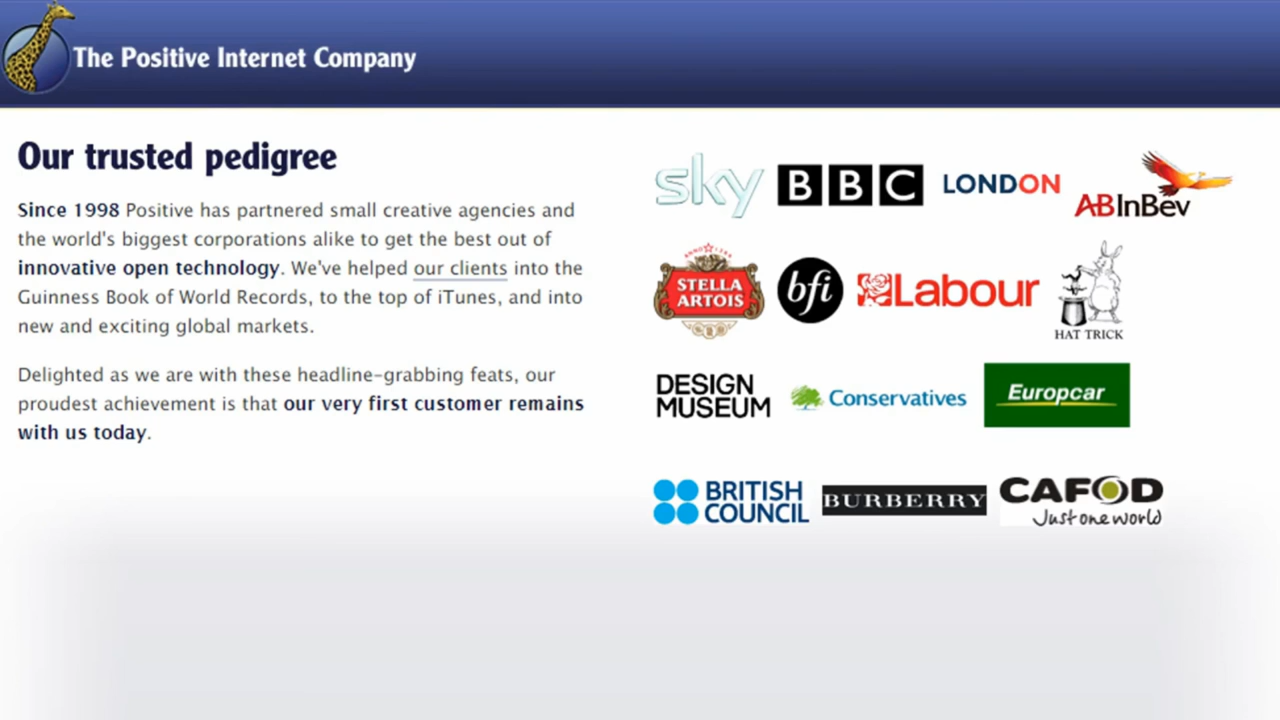 The Positive Internet Company
Our trusted pedigree
Since 1998 Positive has partnered small creative agencies and
the world's biggest corporations alike to get the best out of
innovative open technology. We've helped our clients into the
Guinness Book of World Records, to the top of iTunes, and into
new and exciting global markets.
Delighted as we are with these headline-grabbing feats, our
proudest achievement is that our very first customer remains
with us today.
sky BBC LONDON ABInBev
STELLA
ARTOIS
bfi
Labour
HAT TRICK
DESIGN
MUSEUM
Conservatives
Europcar
BRITISH
COUNCIL
BURBERRY
CAFOD
Just one world